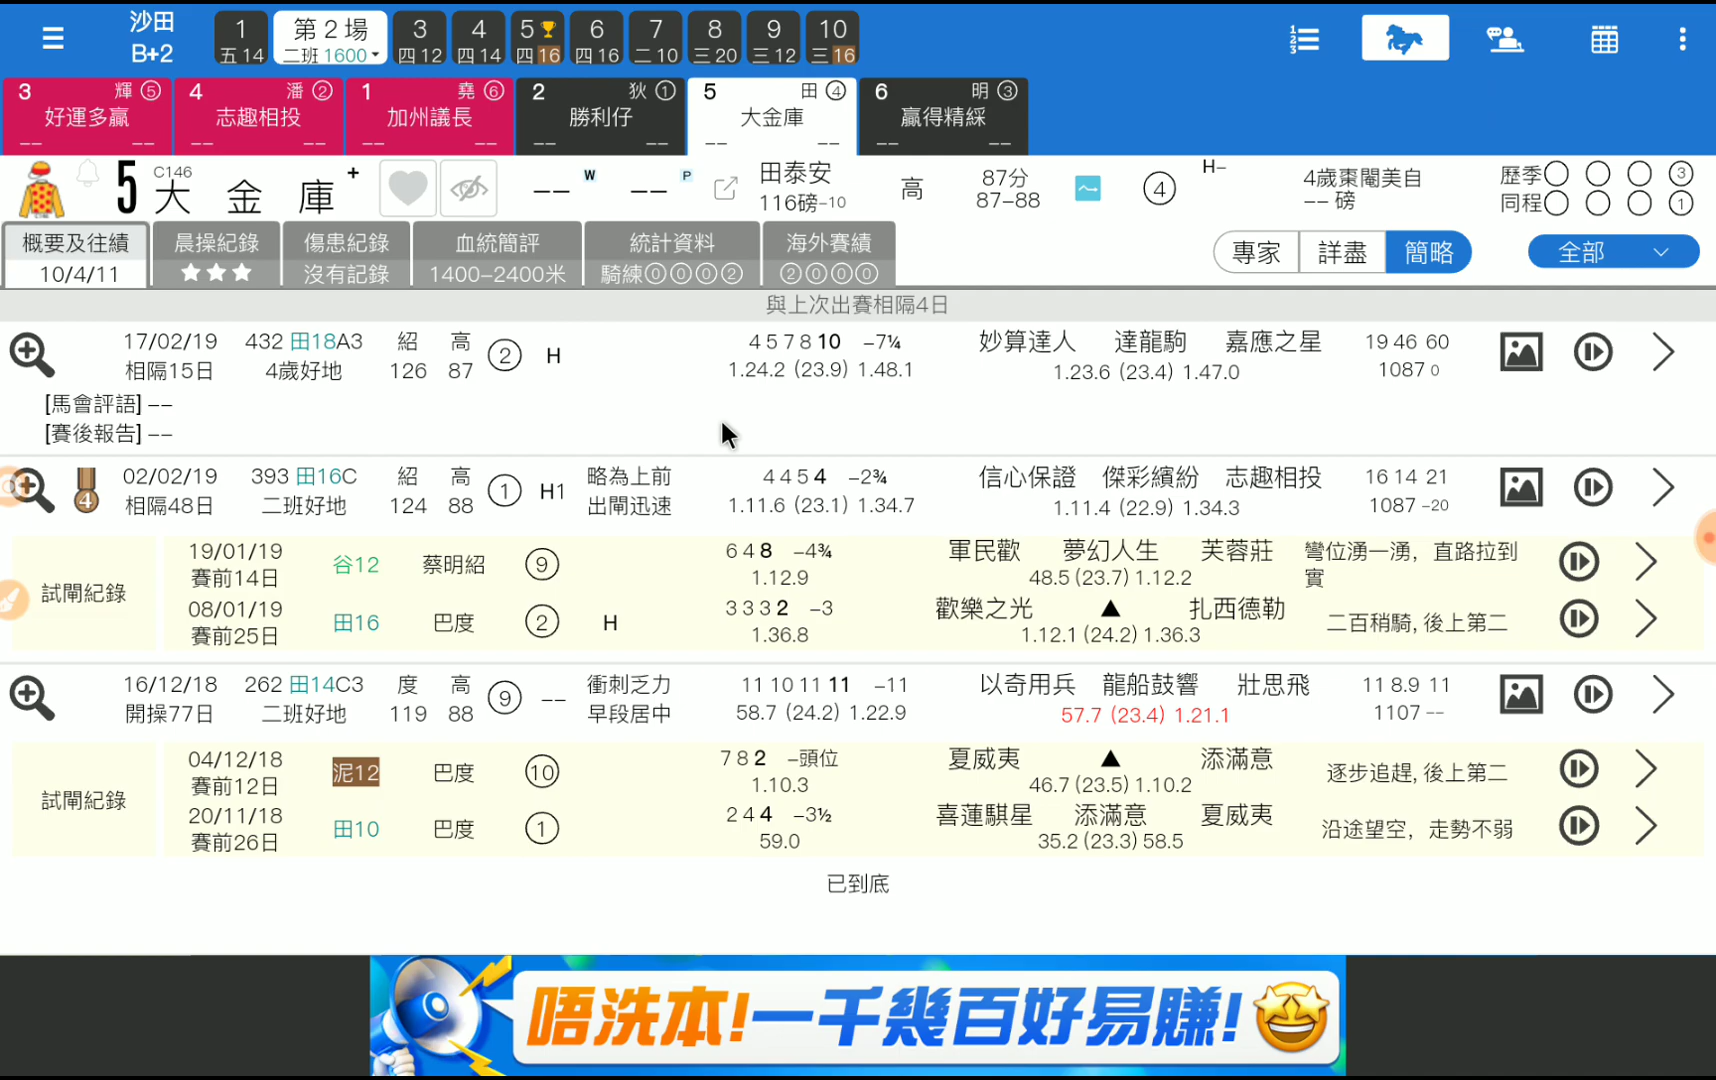 沙田
B+2
1
五14
第2場
二班1600
3
四12
4
四14
5
四16
6
四16
7
二10
8
三20
9
三12
10
三16
3 輝⑤
好運多贏
-- --
4 潘②
志趣相投
-- --
1 堯⑥
加州議長
-- --
2 狄①
勝利仔
-- --
5 田④
大金庫
-- --
6 明③
贏得精綵
-- --
5 C146
大金庫+
-- W -- P
田泰安
116磅-10
高
87分
87-88
④
H-
4歲棗閹美自
-- 磅
歷季 ③
同程 ①
概要及往績
10/4/11
晨操紀錄
★★★
傷患紀錄
沒有記錄
血統簡評
1400-2400米
統計資料
騎練⓪⓪⓪②
海外賽績
②⓪⓪⓪
專家 詳盡 簡略
全部
與上次出賽相隔4日
17/02/19 432 田18A3 紹 高 ② H 4 5 7 8 10 -7¼ 妙算達人 達龍駒 嘉應之星 19 46 60
相隔15日 4歲好地 126 87 1.24.2 (23.9) 1.48.1 1.23.6 (23.4) 1.47.0 1087 0
[馬會評語] --
[賽後報告] --
4 02/02/19 393 田16C 紹 高 ① H1 略為上前 4 4 5 4 -2¾ 信心保證 傑彩繽紛 志趣相投 16 14 21
相隔48日 二班好地 124 88 出閘迅速 1.11.6 (23.1) 1.34.7 1.11.4 (22.9) 1.34.3 1087 -20
試閘紀錄
19/01/19 谷12 蔡明紹 ⑨ 6 4 8 -4¾ 軍民歡 夢幻人生 芙蓉莊 彎位湧一湧，直路拉到實
賽前14日 1.12.9 48.5 (23.7) 1.12.2
08/01/19 田16 巴度 ② H 3 3 3 2 -3 歡樂之光 ▲ 扎西德勒 二百稍騎, 後上第二
賽前25日 1.36.8 1.12.1 (24.2) 1.36.3
16/12/18 262 田14C3 度 高 ⑨ -- 衝刺乏力 11 10 11 11 -11 以奇用兵 龍船鼓響 壯思飛 11 8.9 11
開操77日 二班好地 119 88 早段居中 58.7 (24.2) 1.22.9 57.7 (23.4) 1.21.1 1107 --
試閘紀錄
04/12/18 泥12 巴度 ⑩ 7 8 2 -頭位 夏威夷 ▲ 添滿意 逐步追趕, 後上第二
賽前12日 1.10.3 46.7 (23.5) 1.10.2
20/11/18 田10 巴度 ① 2 4 4 -3½ 喜蓮騏星 添滿意 夏威夷 沿途望空，走勢不弱
賽前26日 59.0 35.2 (23.3) 58.5
已到底
唔洗本!一千幾百好易賺!